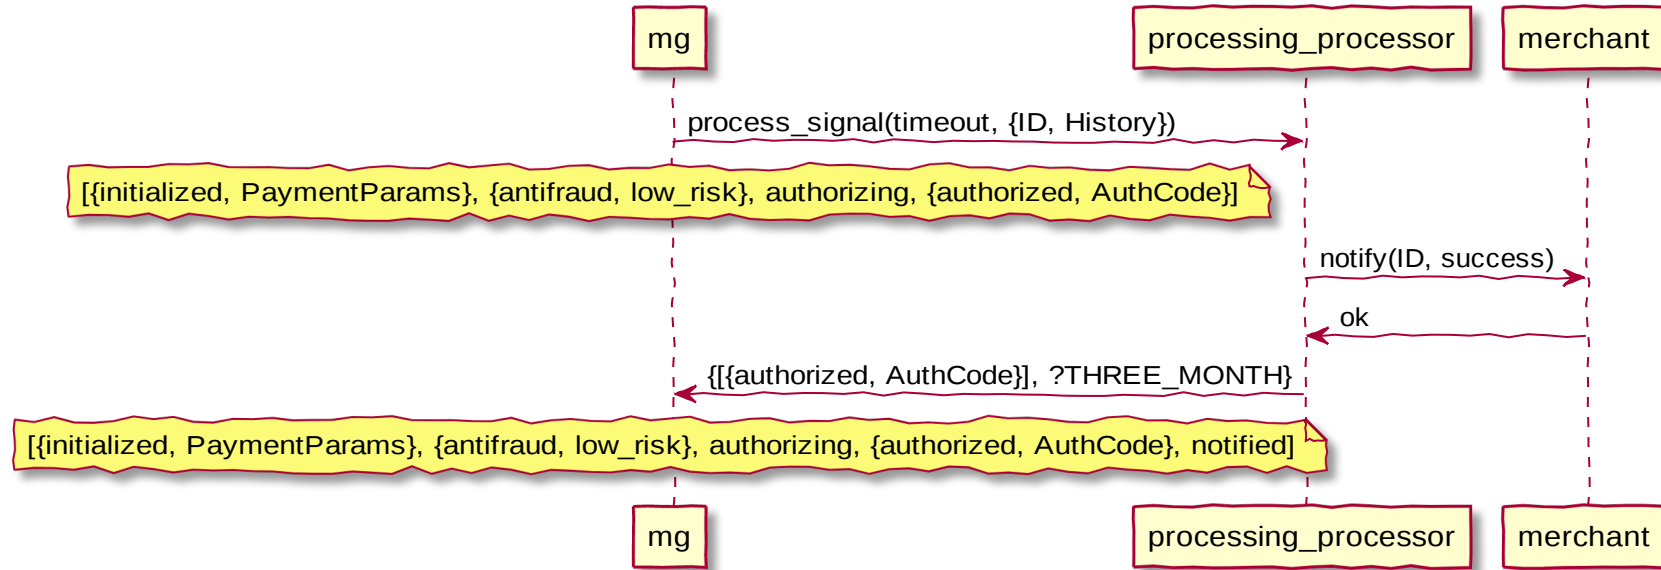 mg
processing_processor
merchant
process_signal(timeout, {ID, History})
[{initialized, PaymentParams}, {antifraud, low_risk}, authorizing, {authorized, AuthCode}]
notify(ID, success)
ok
{[{authorized, AuthCode}], ?THREE_MONTH}
[{initialized, PaymentParams}, {antifraud, low_risk}, authorizing, {authorized, AuthCode}, notified]
mg
processing_processor
merchant